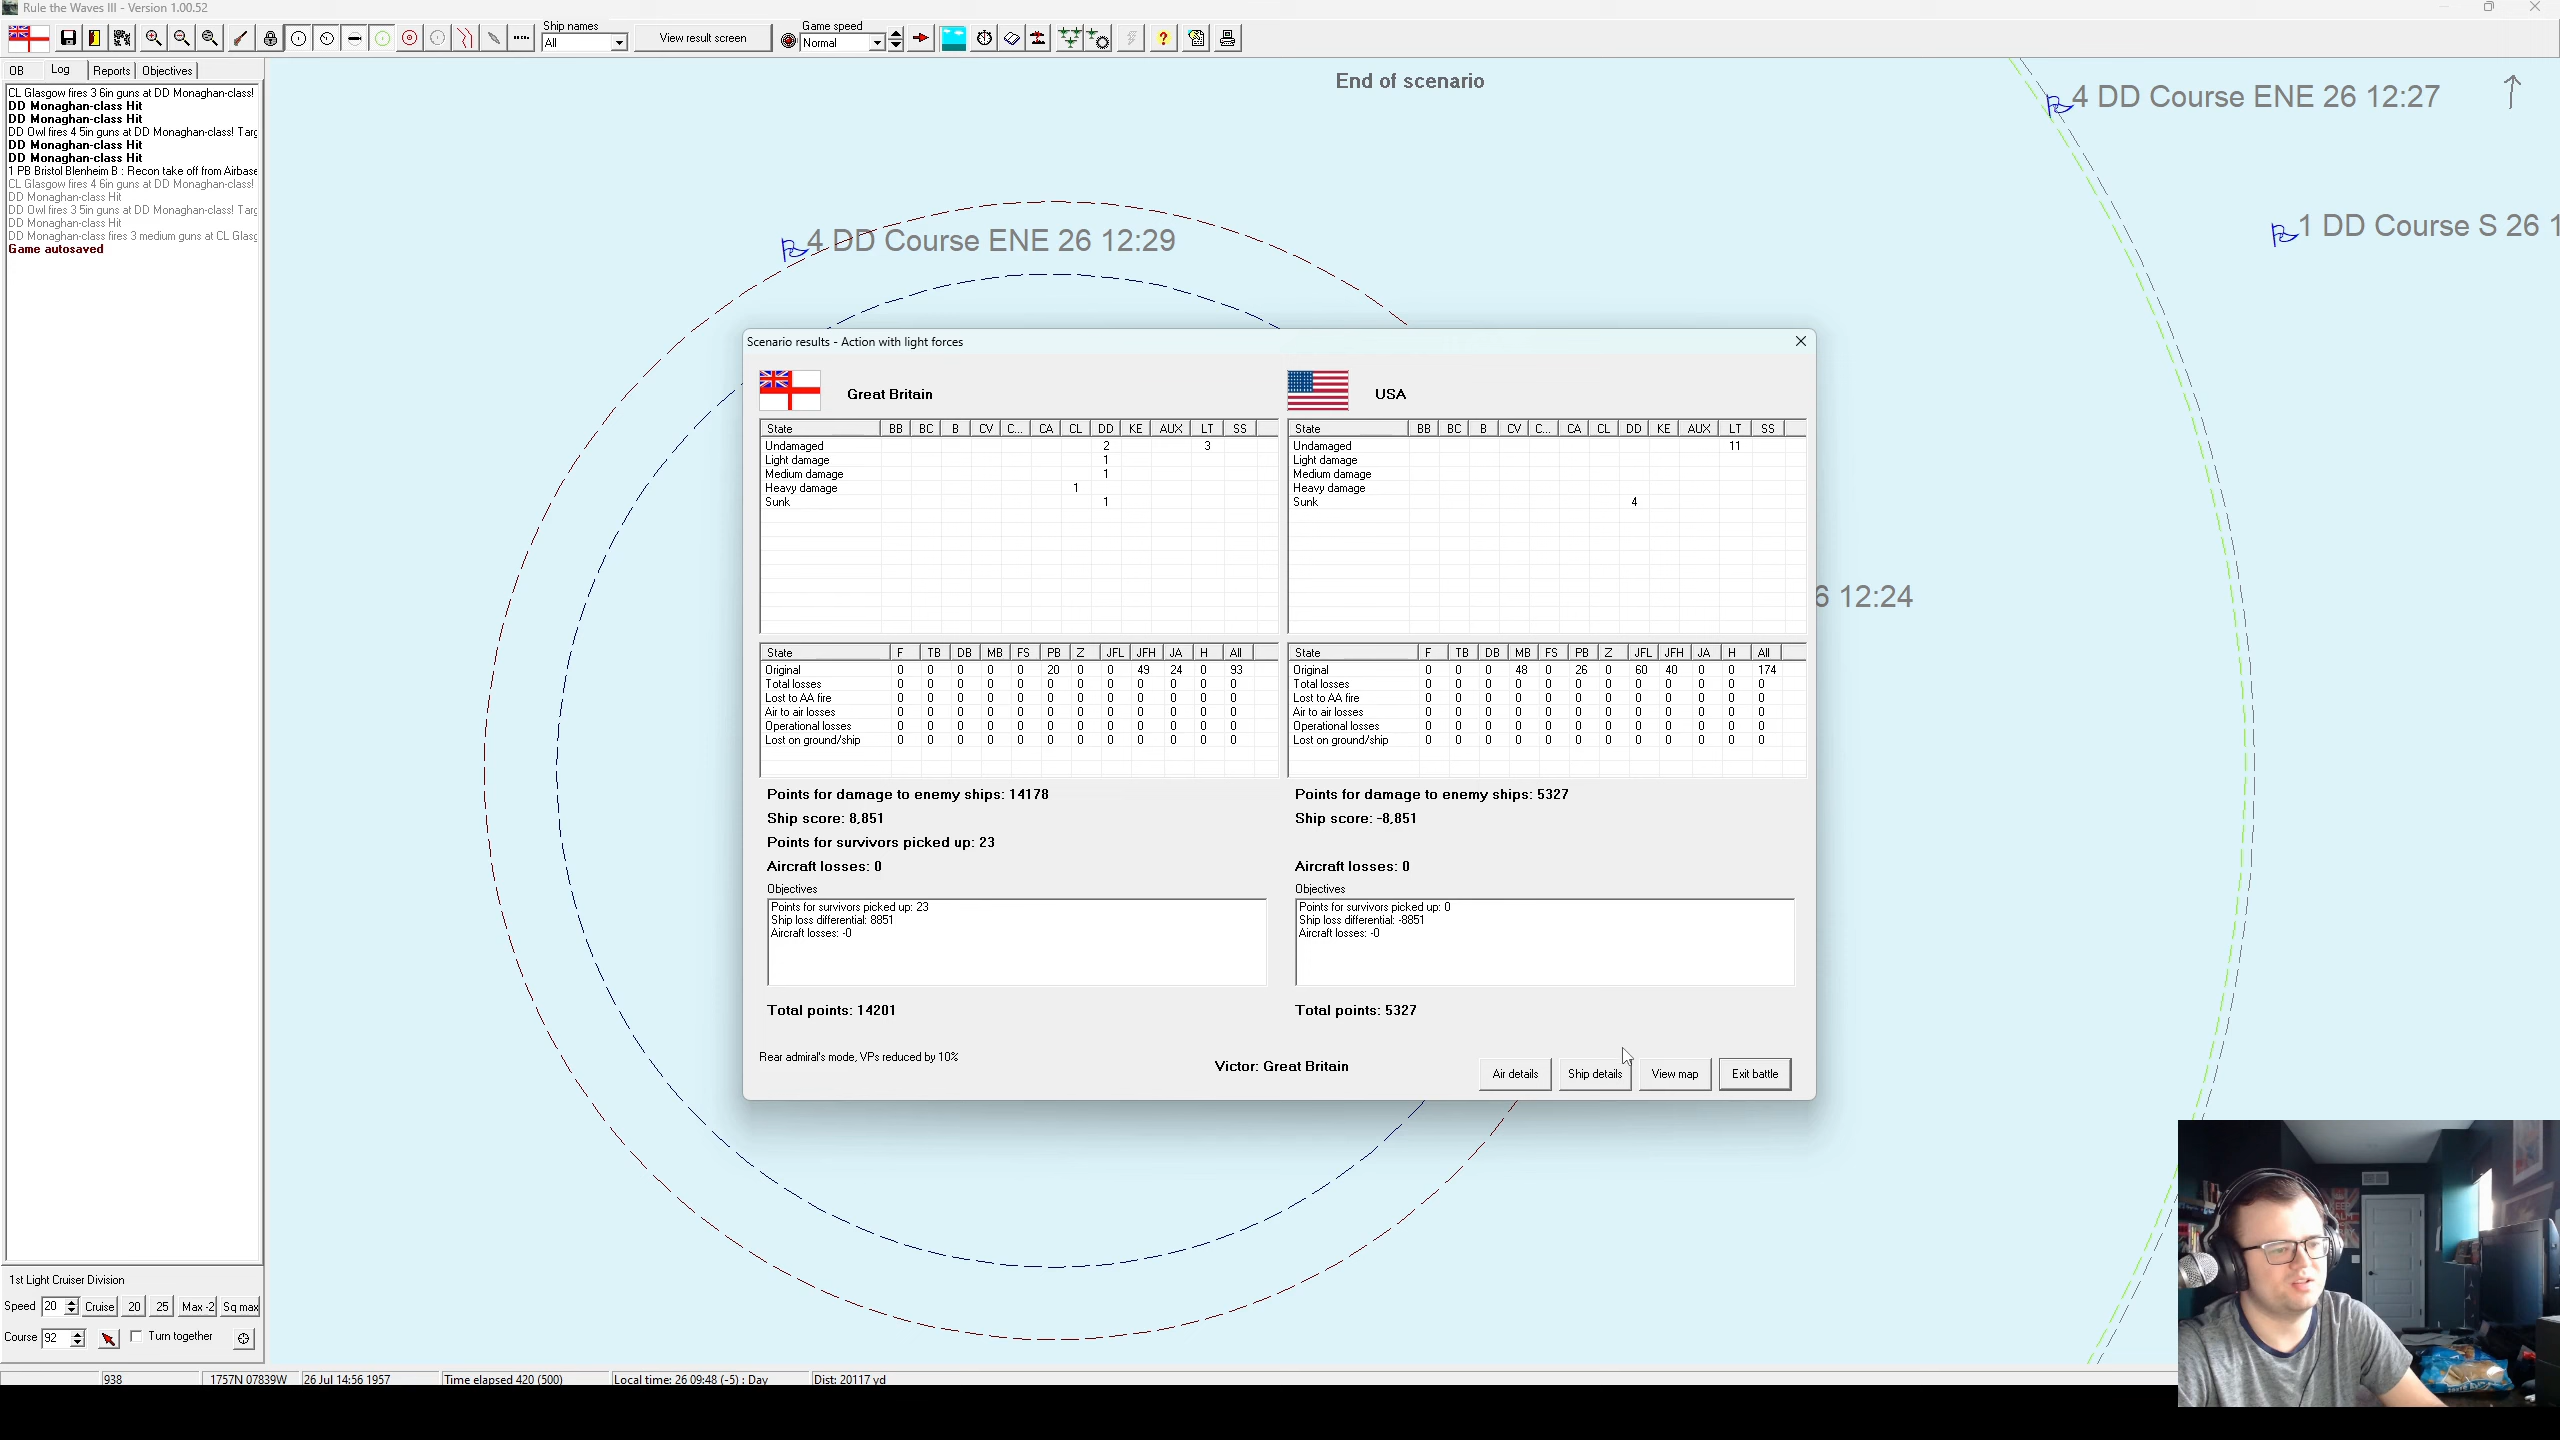 Rule the Waves III - Version 1.00.52
Ship names
All
View result screen
Game speed
Normal
OB Log Reports Objectives
CL Glasgow fires 3 6in guns at DD Monaghan-class!
DD Monaghan-class Hit
DD Monaghan-class Hit
DD Owl fires 4 5in guns at DD Monaghan-class! Targ
DD Monaghan-class Hit
DD Monaghan-class Hit
1 PB Bristol Blenheim B : Recon take off from Airbase
CL Glasgow fires 4 6in guns at DD Monaghan-class!
DD Monaghan-class Hit
DD Owl fires 3 5in guns at DD Monaghan-class! Targ
DD Monaghan-class Hit
DD Monaghan-class fires 3 medium guns at CL Glasg
Game autosaved
End of scenario
4 DD Course ENE 26 12:27
4 DD Course ENE 26 12:29
1 DD Course S 26 1
6 12:24
Scenario results - Action with light forces
Great Britain
State BB BC B CV C... CA CL DD KE AUX LT SS
Undamaged 2 3
Light damage 1
Medium damage 1
Heavy damage 1
Sunk 1
State F TB DB MB FS PB Z JFL JFH JA H All
Original 0 0 0 0 0 20 0 0 49 24 0 93
Total losses 0 0 0 0 0 0 0 0 0 0 0 0
Lost to AA fire 0 0 0 0 0 0 0 0 0 0 0 0
Air to air losses 0 0 0 0 0 0 0 0 0 0 0 0
Operational losses 0 0 0 0 0 0 0 0 0 0 0 0
Lost on ground/ship 0 0 0 0 0 0 0 0 0 0 0 0
Points for damage to enemy ships: 14178
Ship score: 8,851
Points for survivors picked up: 23
Aircraft losses: 0
Objectives
Points for survivors picked up: 23
Ship loss differential: 8851
Aircraft losses: -0
Total points: 14201
USA
State BB BC B CV C... CA CL DD KE AUX LT SS
Undamaged 11
Light damage
Medium damage
Heavy damage
Sunk 4
State F TB DB MB FS PB Z JFL JFH JA H All
Original 0 0 0 48 0 26 0 60 40 0 0 174
Total losses 0 0 0 0 0 0 0 0 0 0 0 0
Lost to AA fire 0 0 0 0 0 0 0 0 0 0 0 0
Air to air losses 0 0 0 0 0 0 0 0 0 0 0 0
Operational losses 0 0 0 0 0 0 0 0 0 0 0 0
Lost on ground/ship 0 0 0 0 0 0 0 0 0 0 0 0
Points for damage to enemy ships: 5327
Ship score: -8,851
Aircraft losses: 0
Objectives
Points for survivors picked up: 0
Ship loss differential: -8851
Aircraft losses: -0
Total points: 5327
Rear admiral's mode, VPs reduced by 10%
Victor: Great Britain
Air details Ship details View map Exit battle
1st Light Cruiser Division
Speed 20 Cruise 20 25 Max -2 Sq max
Course 92 Turn together
938 1757N 07839W 26 Jul 14:56 1957 Time elapsed 420 (500) Local time: 26 09:48 (-5) : Day Dist: 20117 yd